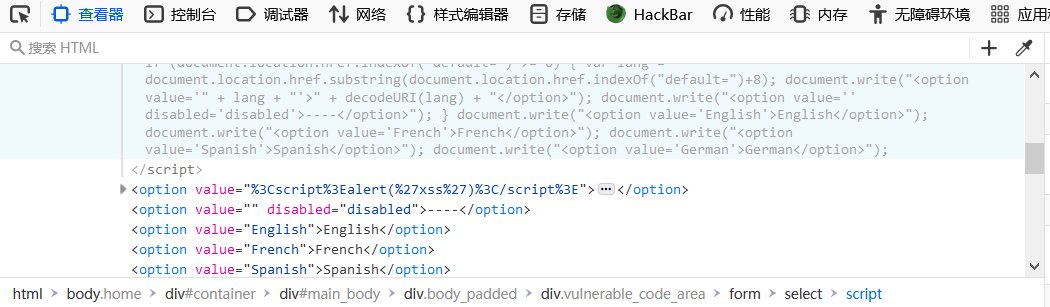 查看器 控制台 调试器 网络 {} 样式编辑器 存储 HackBar 性能 内存 无障碍环境 应用
搜索 HTML
if (document.location.href.indexOf("default=") >= 0) { var lang =
document.location.href.substring(document.location.href.indexOf("default=")+8); document.write("<option
value='" + lang + "'>" + decodeURI(lang) + "</option>"); document.write("<option value=''
disabled='disabled'>----</option>"); } document.write("<option value='English'>English</option>");
document.write("<option value='French'>French</option>"); document.write("<option
value='Spanish'>Spanish</option>"); document.write("<option value='German'>German</option>");
</script>
<option value="%3Cscript%3Ealert(%27xss%27)%3C/script%3E">…</option>
<option value="" disabled="disabled">----</option>
<option value="English">English</option>
<option value="French">French</option>
<option value="Spanish">Spanish</option>
html > body.home > div#container > div#main_body > div.body_padded > div.vulnerable_code_area > form > select > script